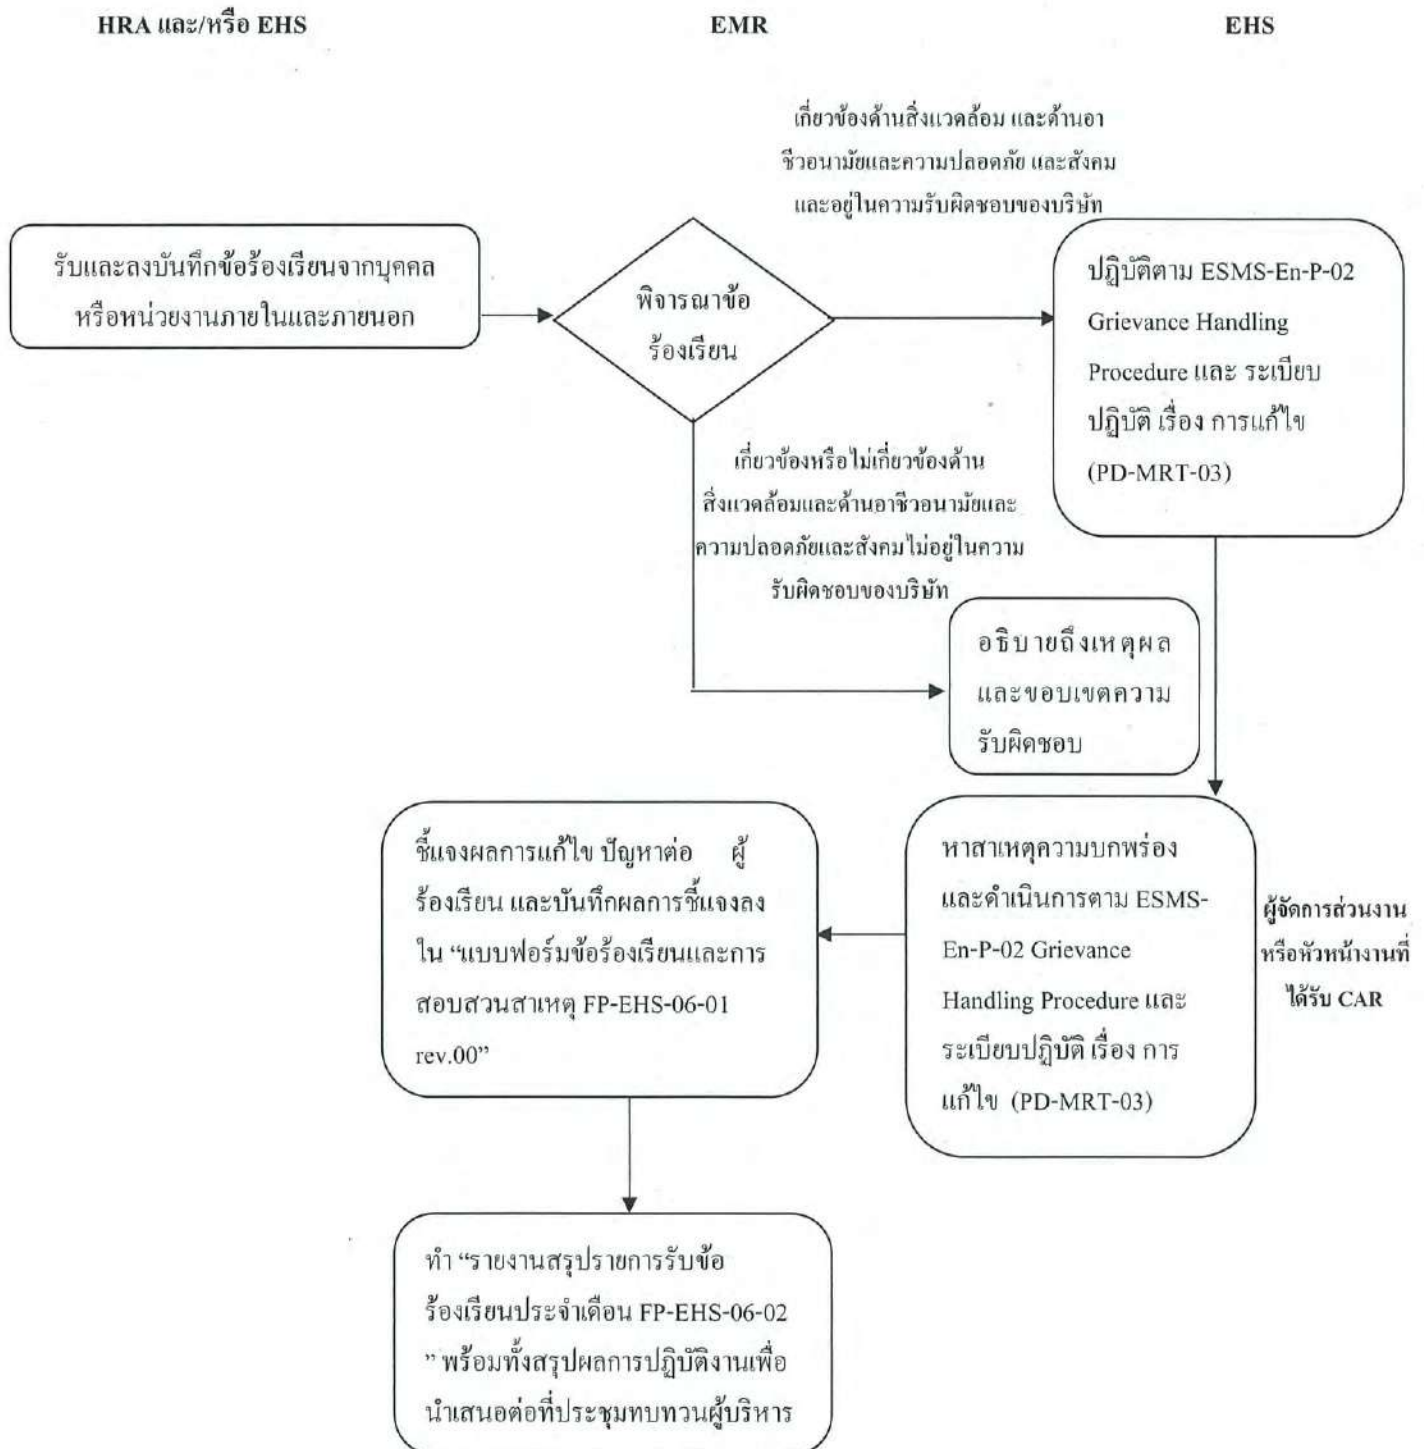 HRA และ/หรือ EHS
EMR
EHS
เกี่ยวข้องด้านสิ่งแวดล้อม และด้านอา
ชีวอนามัยและความปลอดภัย และสังคม
และอยู่ในความรับผิดชอบของบริษัท
รับและลงบันทึกข้อร้องเรียนจากบุคคล
หรือหน่วยงานภายในและภายนอก
พิจารณาข้อ
ร้องเรียน
ปฏิบัติตาม ESMS-En-P-02
Grievance Handling
Procedure และ ระเบียบ
ปฏิบัติ เรื่อง การแก้ไข
(PD-MRT-03)
เกี่ยวข้องหรือไม่เกี่ยวข้องด้าน
สิ่งแวดล้อมและด้านอาชีวอนามัยและ
ความปลอดภัยและสังคมไม่อยู่ในความ
รับผิดชอบของบริษัท
อธิบายถึงเหตุผล
และขอบเขตความ
รับผิดชอบ
ชี้แจงผลการแก้ไข ปัญหาต่อ ผู้
ร้องเรียน และบันทึกผลการชี้แจงลง
ใน “แบบฟอร์มข้อร้องเรียนและการ
สอบสวนสาเหตุ FP-EHS-06-01
rev.00”
หาสาเหตุความบกพร่อง
และดำเนินการตาม ESMS-
En-P-02 Grievance
Handling Procedure และ
ระเบียบปฏิบัติ เรื่อง การ
แก้ไข (PD-MRT-03)
ผู้จัดการส่วนงาน
หรือหัวหน้างานที่
ได้รับ CAR
ทำ “รายงานสรุปรายการรับข้อ
ร้องเรียนประจำเดือน FP-EHS-06-02
” พร้อมทั้งสรุปผลการปฏิบัติงานเพื่อ
นำเสนอต่อที่ประชุมทบทวนผู้บริหาร